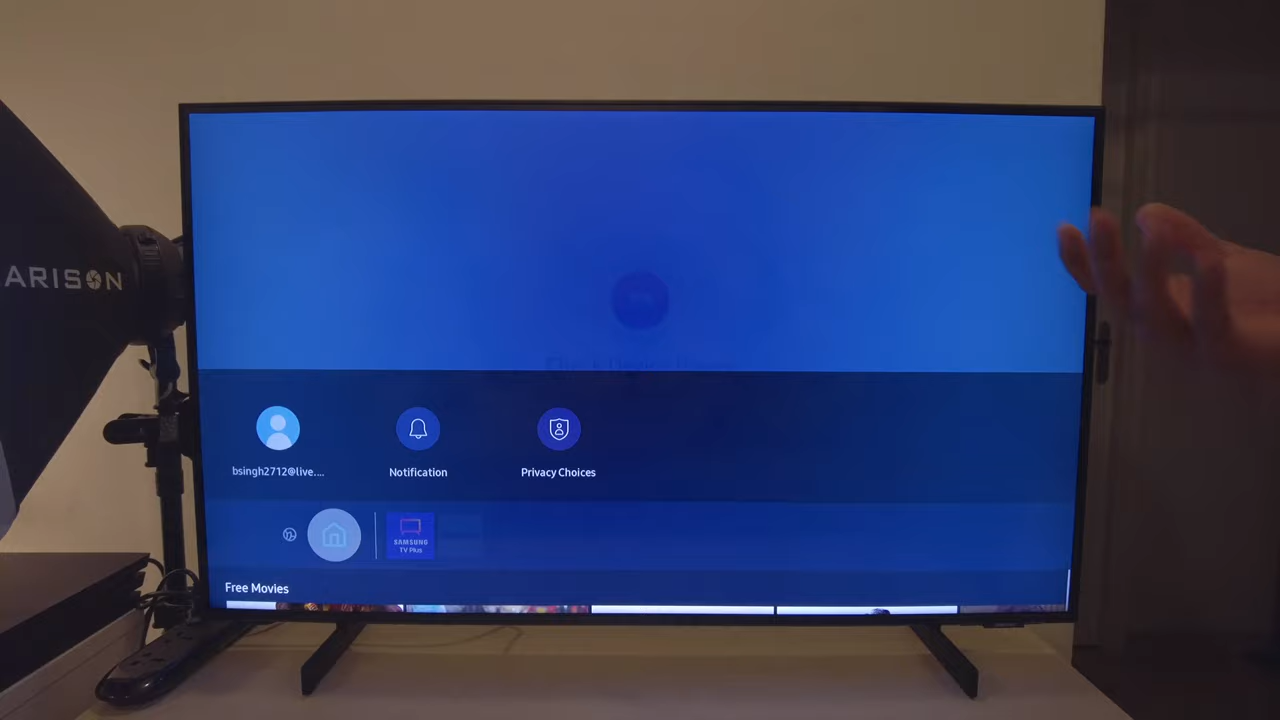 ARISON
bsingh2712@live....
Notification
Privacy Choices
SAMSUNG
TV Plus
Free Movies